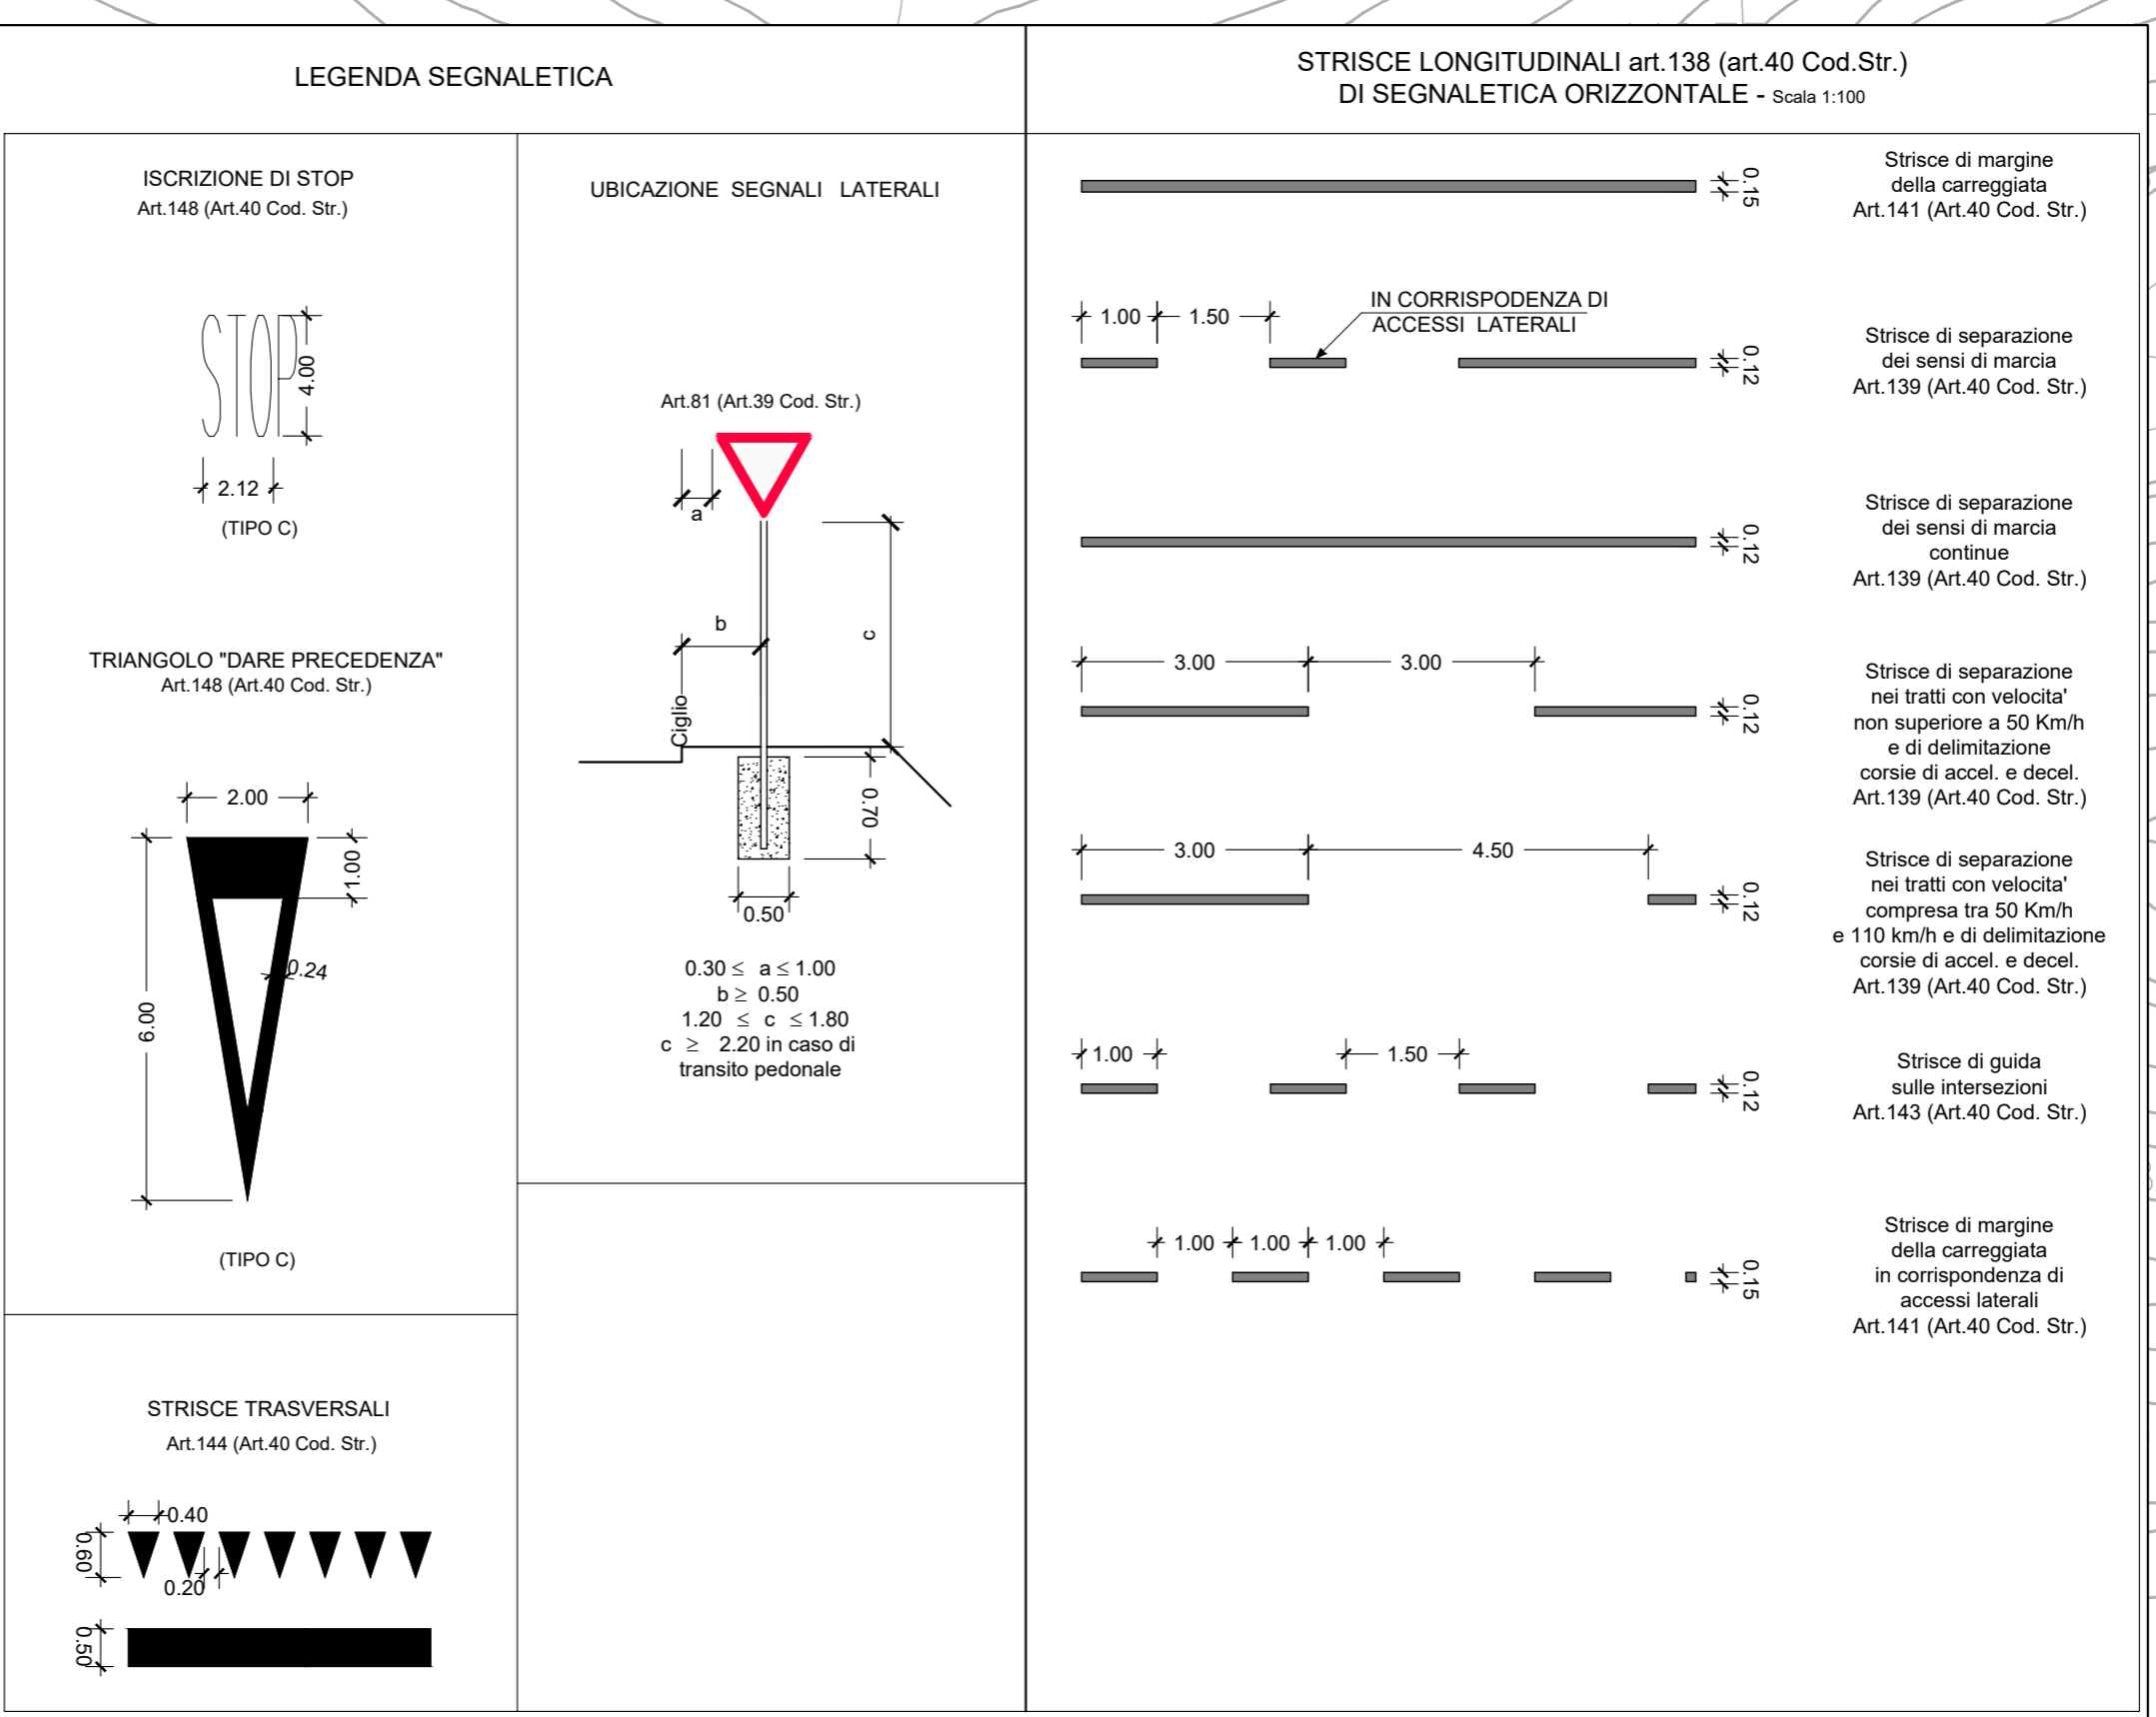 LEGENDA SEGNALETICA
ISCRIZIONE DI STOP
Art.148 (Art.40 Cod. Str.)
STOP
4.00
2.12
(TIPO C)
TRIANGOLO "DARE PRECEDENZA"
Art.148 (Art.40 Cod. Str.)
2.00
1.00
0.24
6.00
(TIPO C)
STRISCE TRASVERSALI
Art.144 (Art.40 Cod. Str.)
0.40
0.60
0.20
0.50
UBICAZIONE SEGNALI LATERALI
Art.81 (Art.39 Cod. Str.)
a
b
c
Ciglio
0.70
0.50
0.30 ≤ a ≤ 1.00
b ≥ 0.50
1.20 ≤ c ≤ 1.80
c ≥ 2.20 in caso di
transito pedonale
STRISCE LONGITUDINALI art.138 (art.40 Cod.Str.)
DI SEGNALETICA ORIZZONTALE - Scala 1:100
0.15
Strisce di margine
della carreggiata
Art.141 (Art.40 Cod. Str.)
1.00 1.50
IN CORRISPODENZA DI
ACCESSI LATERALI
0.12
Strisce di separazione
dei sensi di marcia
Art.139 (Art.40 Cod. Str.)
0.12
Strisce di separazione
dei sensi di marcia
continue
Art.139 (Art.40 Cod. Str.)
3.00 3.00
0.12
Strisce di separazione
nei tratti con velocita'
non superiore a 50 Km/h
e di delimitazione
corsie di accel. e decel.
Art.139 (Art.40 Cod. Str.)
3.00 4.50
0.12
Strisce di separazione
nei tratti con velocita'
compresa tra 50 Km/h
e 110 km/h e di delimitazione
corsie di accel. e decel.
Art.139 (Art.40 Cod. Str.)
1.00 1.50
0.12
Strisce di guida
sulle intersezioni
Art.143 (Art.40 Cod. Str.)
1.00 1.00 1.00
0.15
Strisce di margine
della carreggiata
in corrispondenza di
accessi laterali
Art.141 (Art.40 Cod. Str.)